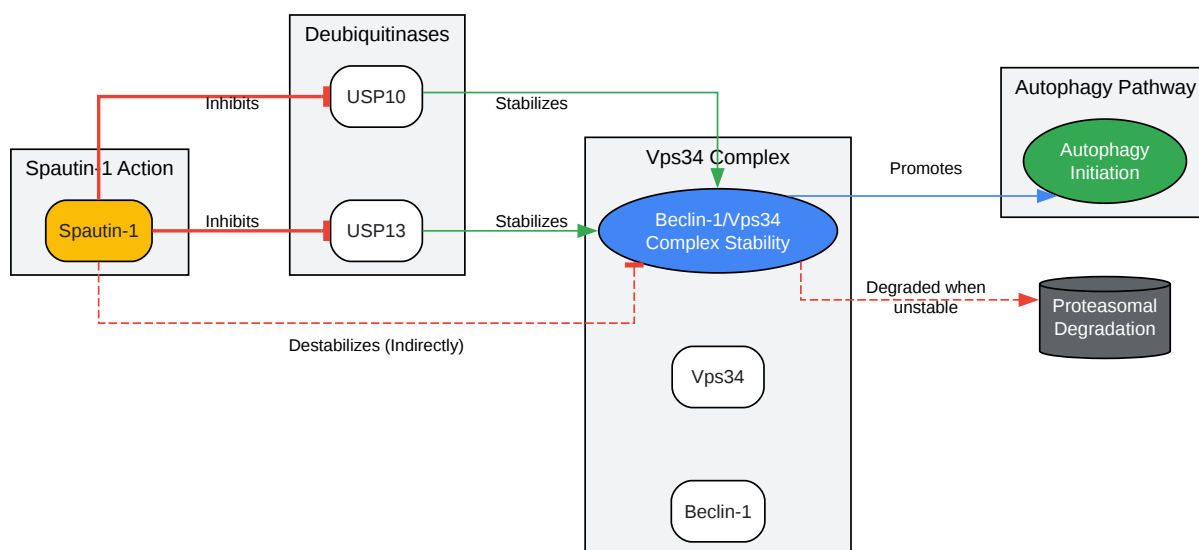 Deubiquitinases
USP10
Inhibits
Stabilizes
Autophagy Pathway
Autophagy
Initiation
Spautin-1 Action
Spautin-1
Inhibits
USP13
Stabilizes
Vps34 Complex
Beclin-1/Vps34
Complex Stability
Promotes
Degraded when
unstable
Proteasomal
Degradation
Destabilizes (Indirectly)
Vps34
Beclin-1